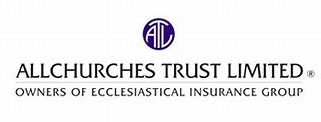 ATL
ALLCHURCHES TRUST LIMITED ®
OWNERS OF ECCLESIASTICAL INSURANCE GROUP